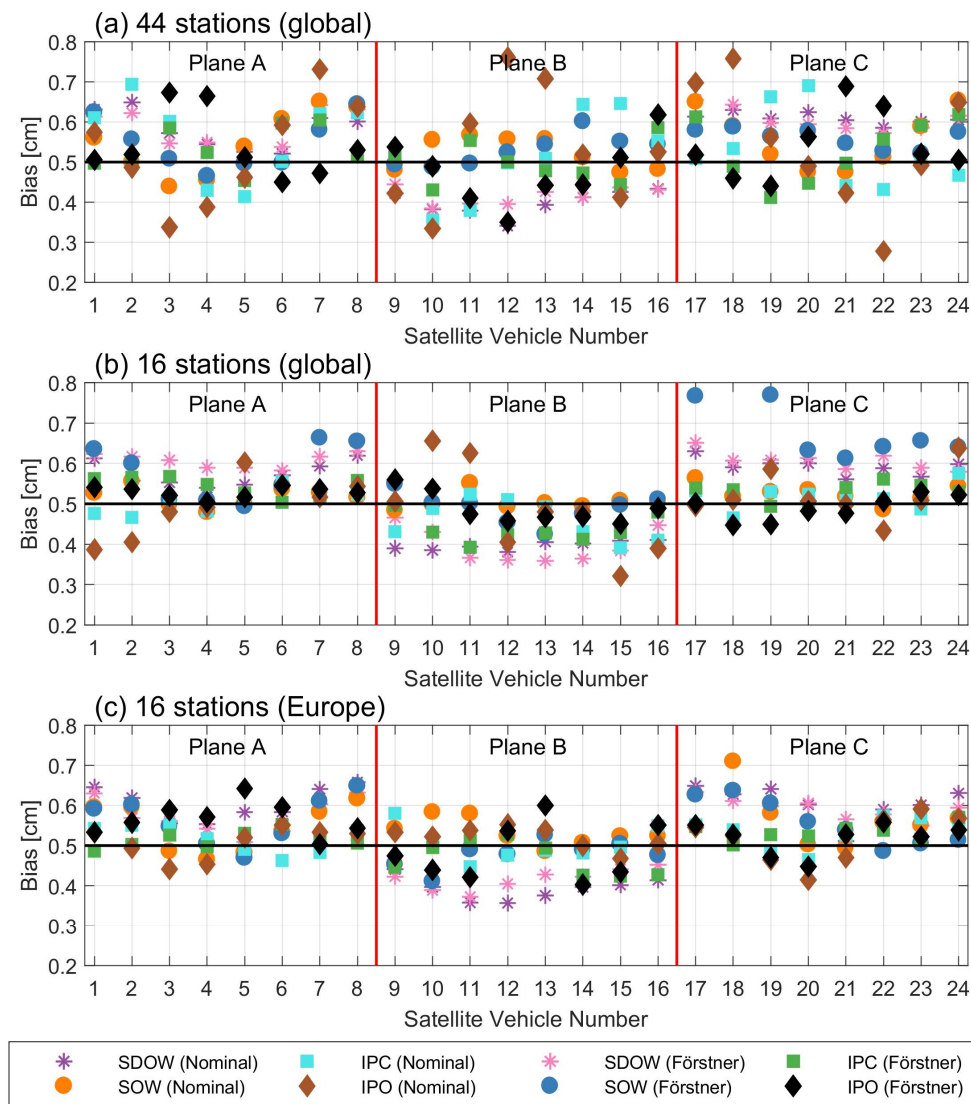 (a) 44 stations (global)
Plane A Plane B Plane C
0.8
0.7
0.6
0.5
0.4
0.3
0.2
Bias [cm]
1 2 3 4 5 6 7 8 9 10 11 12 13 14 15 16 17 18 19 20 21 22 23 24
Satellite Vehicle Number
(b) 16 stations (global)
Plane A Plane B Plane C
0.8
0.7
0.6
0.5
0.4
0.3
0.2
Bias [cm]
1 2 3 4 5 6 7 8 9 10 11 12 13 14 15 16 17 18 19 20 21 22 23 24
Satellite Vehicle Number
(c) 16 stations (Europe)
Plane A Plane B Plane C
0.8
0.7
0.6
0.5
0.4
0.3
0.2
Bias [cm]
1 2 3 4 5 6 7 8 9 10 11 12 13 14 15 16 17 18 19 20 21 22 23 24
Satellite Vehicle Number
SDOW (Nominal) IPC (Nominal) SDOW (Förstner) IPC (Förstner)
SOW (Nominal) IPO (Nominal) SOW (Förstner) IPO (Förstner)